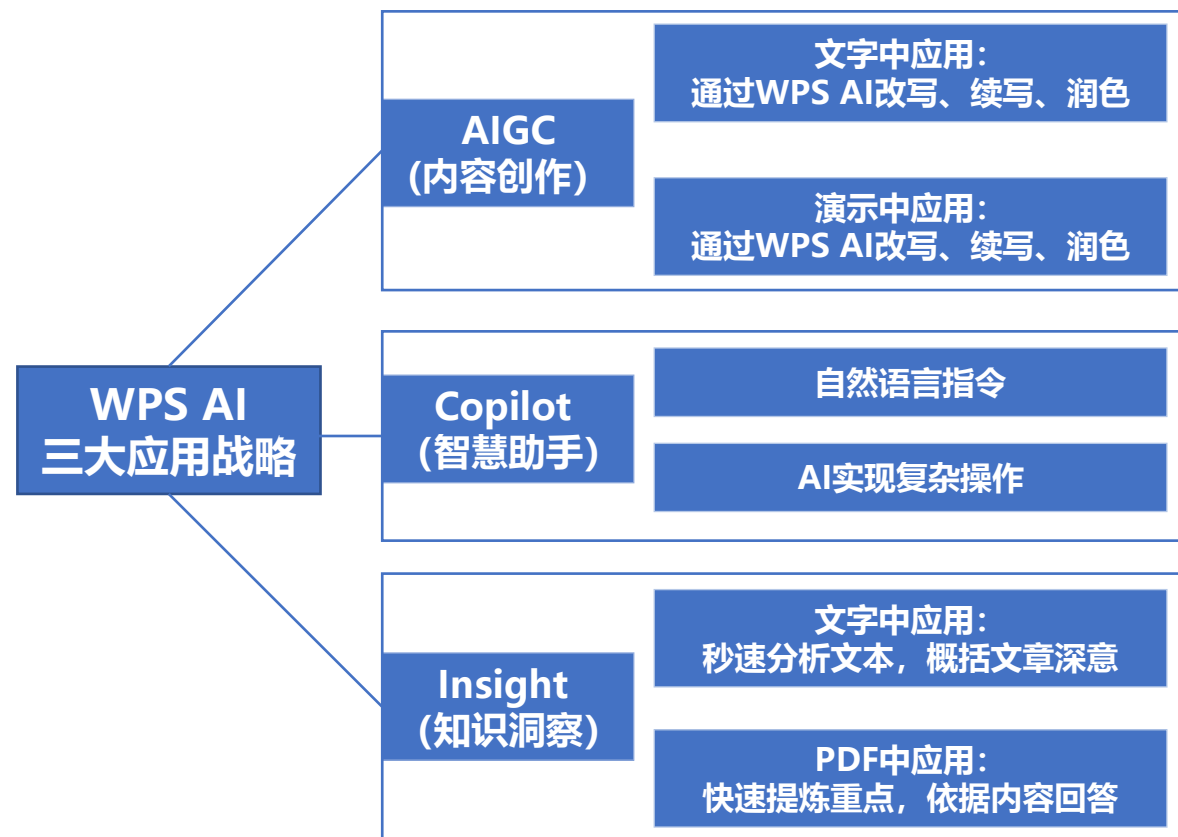 WPS AI
三大应用战略
AIGC
(内容创作)
文字中应用：
通过WPS AI改写、续写、润色
演示中应用：
通过WPS AI改写、续写、润色
Copilot
(智慧助手)
自然语言指令
AI实现复杂操作
Insight
(知识洞察)
文字中应用：
秒速分析文本，概括文章深意
PDF中应用：
快速提炼重点，依据内容回答